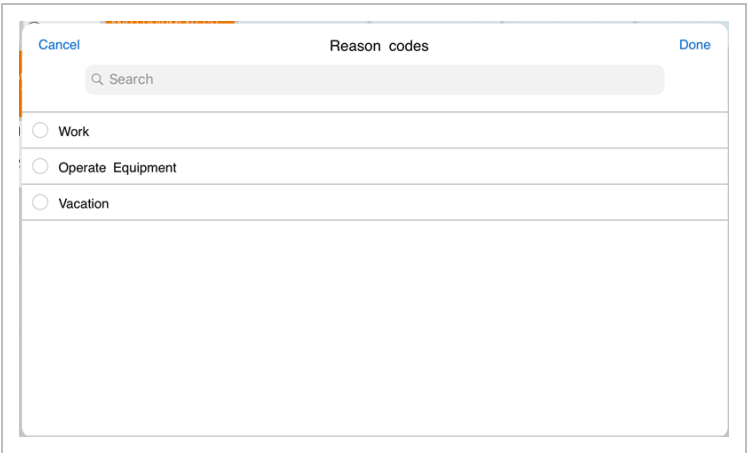 Cancel
Reason codes
Done
Search
Work
Operate Equipment
Vacation